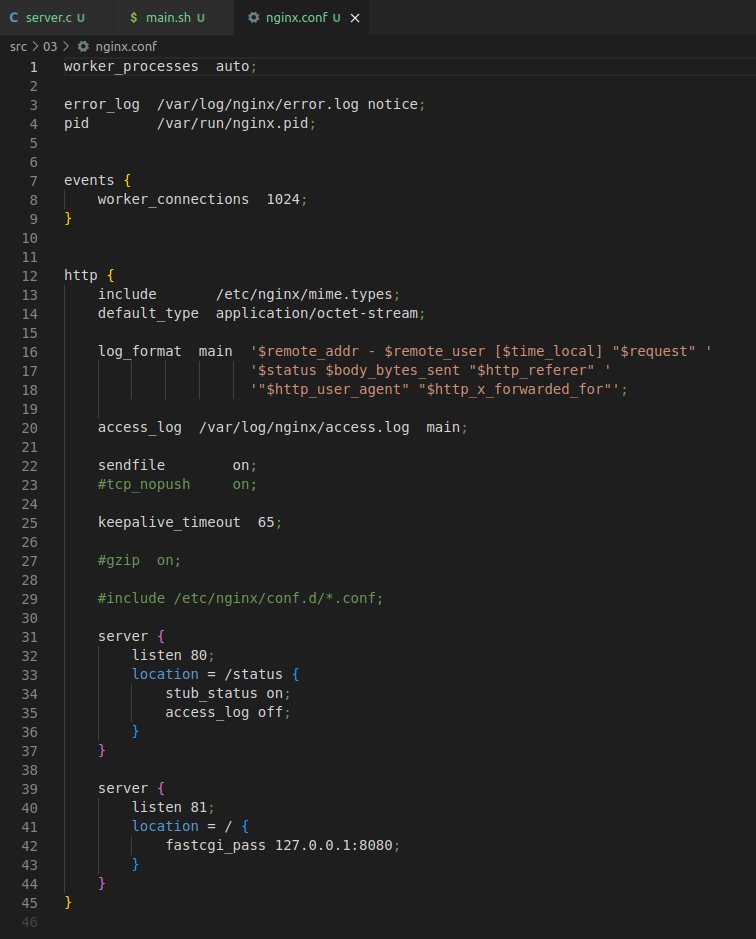 C server.c U $ main.sh U nginx.conf U ×
src > 03 > nginx.conf
1 worker_processes  auto;
2
3 error_log  /var/log/nginx/error.log notice;
4 pid        /var/run/nginx.pid;
5
6
7 events {
8     worker_connections  1024;
9 }
10
11
12 http {
13     include       /etc/nginx/mime.types;
14     default_type  application/octet-stream;
15
16     log_format  main  '$remote_addr - $remote_user [$time_local] "$request" '
17                       '$status $body_bytes_sent "$http_referer" '
18                       '"$http_user_agent" "$http_x_forwarded_for"';
19
20     access_log  /var/log/nginx/access.log  main;
21
22     sendfile        on;
23     #tcp_nopush     on;
24
25     keepalive_timeout  65;
26
27     #gzip  on;
28
29     #include /etc/nginx/conf.d/*.conf;
30
31     server {
32         listen 80;
33         location = /status {
34             stub_status on;
35             access_log off;
36         }
37     }
38
39     server {
40         listen 81;
41         location = / {
42             fastcgi_pass 127.0.0.1:8080;
43         }
44     }
45 }
46